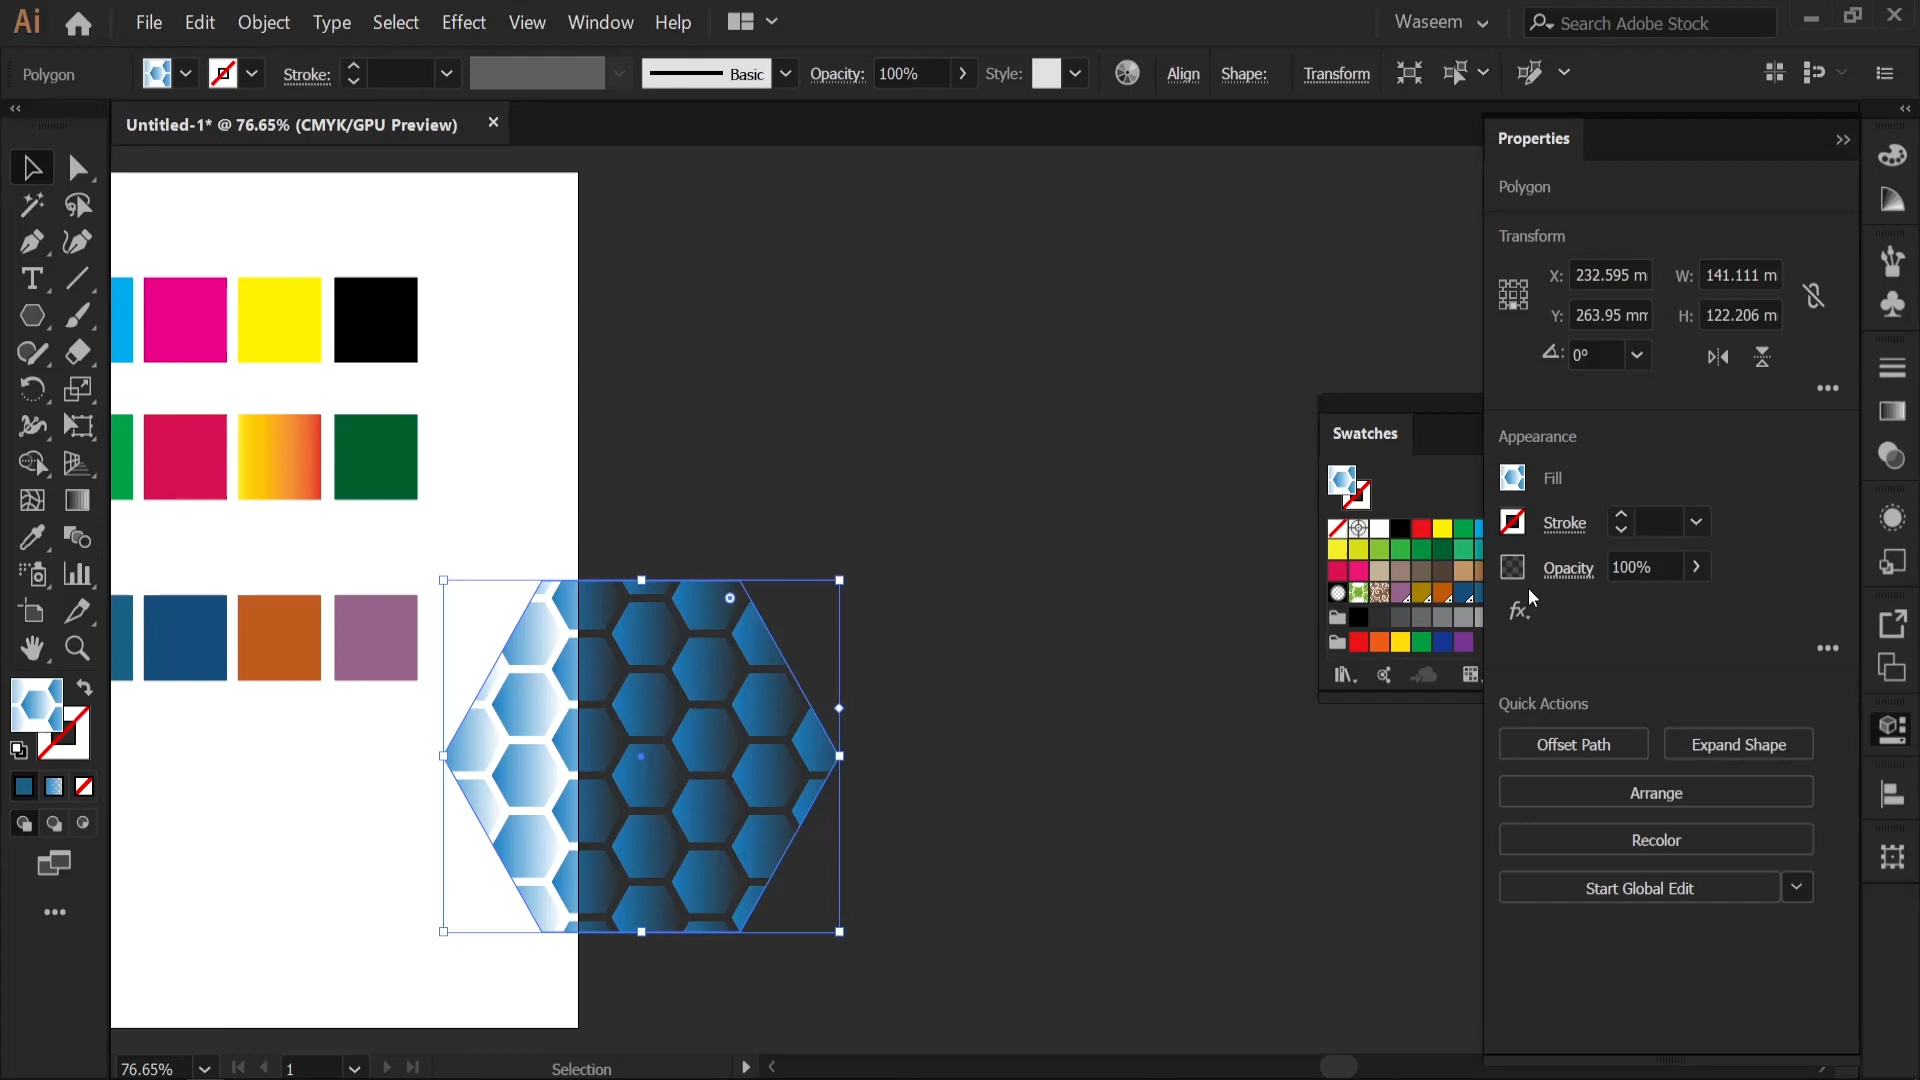 Ai
File Edit Object Type Select Effect View Window Help
Waseem
Search Adobe Stock
Polygon
Stroke:
Basic
Opacity:
100%
Style:
Align
Shape:
Transform
Untitled-1* @ 76.65% (CMYK/GPU Preview)
Properties
Polygon
Transform
X: 232.595 m
W: 141.111 m
Y: 263.95 mm
H: 122.206 m
0°
Swatches
Appearance
Fill
Stroke
Opacity
100%
fx.
Quick Actions
Offset Path
Expand Shape
Arrange
Recolor
Start Global Edit
76.65%
1
Selection